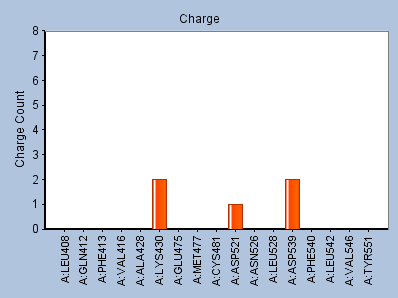 Charge
Charge Count
8
7
6
5
4
3
2
1
0
A:LEU408
A:GLN412
A:PHE413
A:VAL416
A:ALA428
A:LYS430
A:GLU475
A:MET477
A:CYS481
A:ASP521
A:ASN526
A:LEU528
A:ASP539
A:PHE540
A:LEU542
A:VAL546
A:TYR551